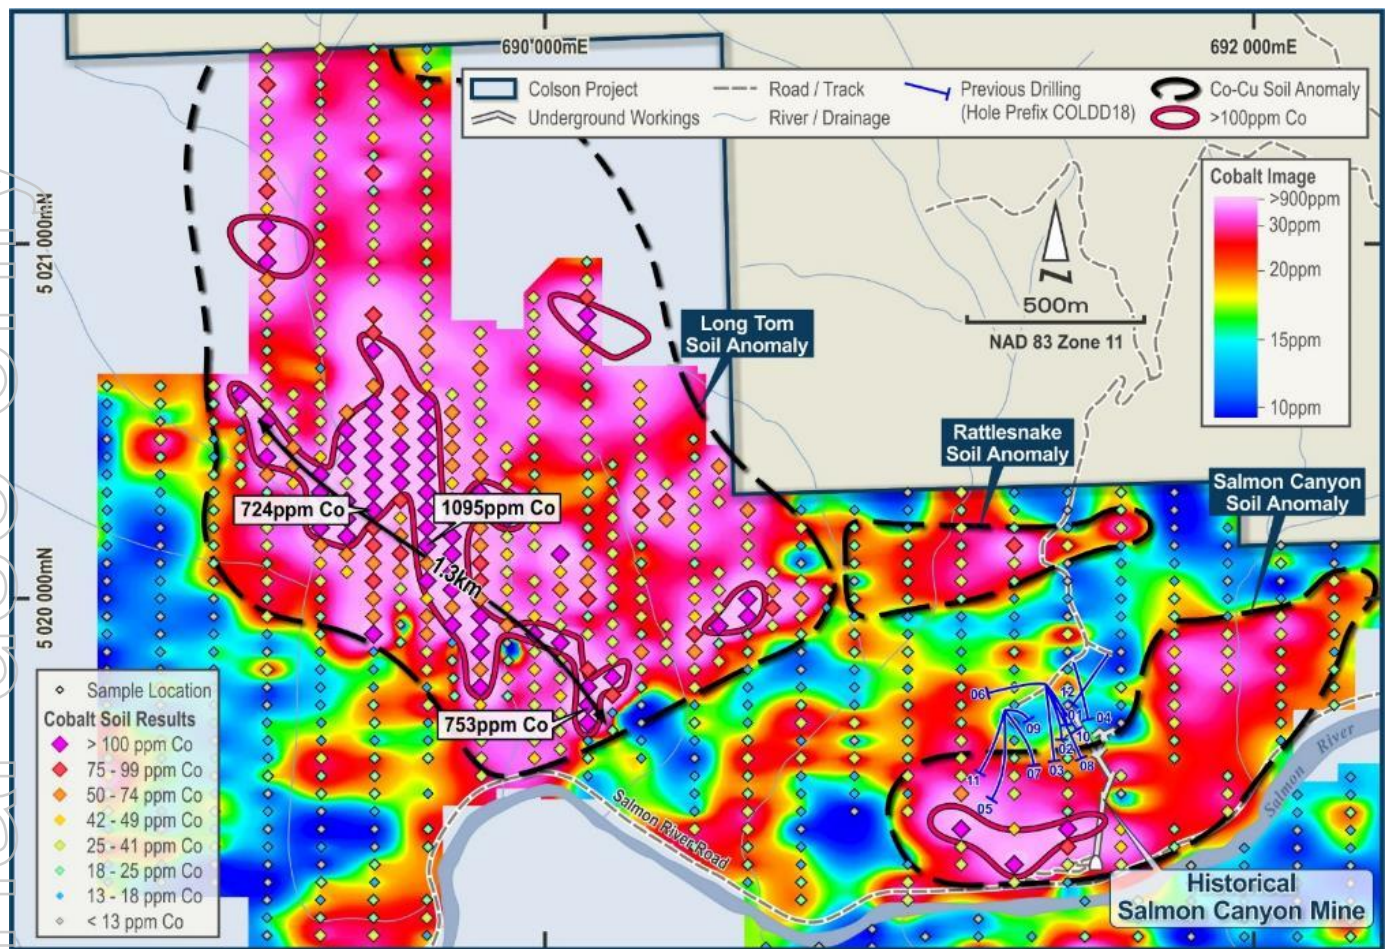 690 000mE
692 000mE
Colson Project
Road / Track
Previous Drilling
(Hole Prefix COLDD18)
Co-Cu Soil Anomaly
Underground Workings
River / Drainage
>100ppm Co
Cobalt Image
>900ppm
30ppm
20ppm
15ppm
10ppm
5 021 000mN
500m
NAD 83 Zone 11
Long Tom
Soil Anomaly
Rattlesnake
Soil Anomaly
Salmon Canyon
Soil Anomaly
724ppm Co
1095ppm Co
1.3km
5 020 000mN
753ppm Co
06
12
01
04
09
10
02
08
11
07
03
05
Sample Location
Cobalt Soil Results
> 100 ppm Co
75 - 99 ppm Co
50 - 74 ppm Co
42 - 49 ppm Co
25 - 41 ppm Co
18 - 25 ppm Co
13 - 18 ppm Co
< 13 ppm Co
Salmon River Road
Salmon River
Historical
Salmon Canyon Mine